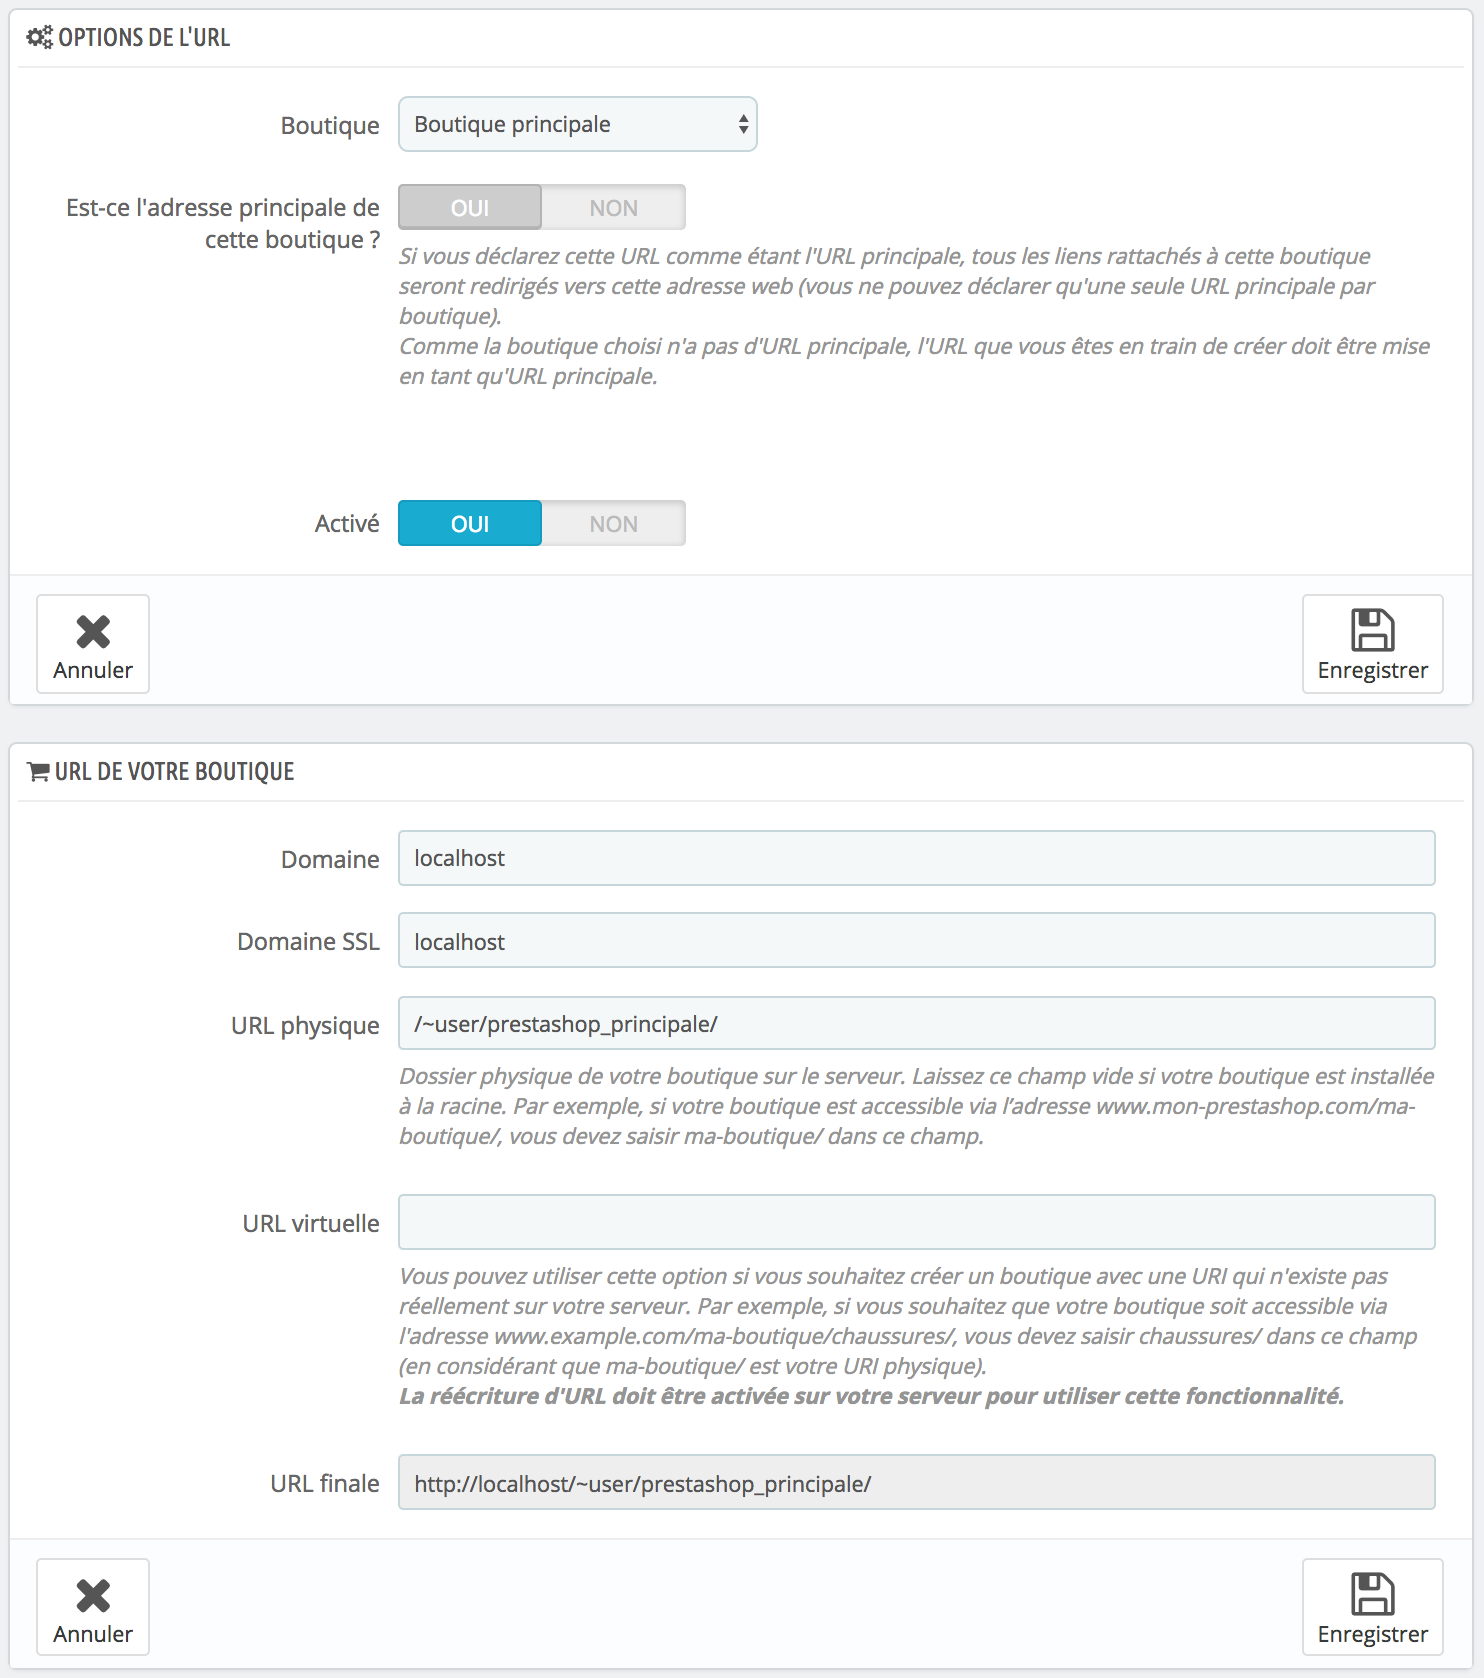 OPTIONS DE L'URL
Boutique
Boutique principale
Est-ce l'adresse principale de
cette boutique ?
OUI
NON
Si vous déclarez cette URL comme étant l'URL principale, tous les liens rattachés à cette boutique
seront redirigés vers cette adresse web (vous ne pouvez déclarer qu'une seule URL principale par
boutique).
Comme la boutique choisi n'a pas d'URL principale, l'URL que vous êtes en train de créer doit être mise
en tant qu'URL principale.
Activé
OUI
NON
Annuler
Enregistrer
URL DE VOTRE BOUTIQUE
Domaine
localhost
Domaine SSL
localhost
URL physique
/~user/prestashop_principale/
Dossier physique de votre boutique sur le serveur. Laissez ce champ vide si votre boutique est installée
à la racine. Par exemple, si votre boutique est accessible via l’adresse www.mon-prestashop.com/ma-
boutique/, vous devez saisir ma-boutique/ dans ce champ.
URL virtuelle
Vous pouvez utiliser cette option si vous souhaitez créer un boutique avec une URI qui n'existe pas
réellement sur votre serveur. Par exemple, si vous souhaitez que votre boutique soit accessible via
l'adresse www.example.com/ma-boutique/chaussures/, vous devez saisir chaussures/ dans ce champ
(en considérant que ma-boutique/ est votre URI physique).
La réécriture d'URL doit être activée sur votre serveur pour utiliser cette fonctionnalité.
URL finale
http://localhost/~user/prestashop_principale/
Annuler
Enregistrer